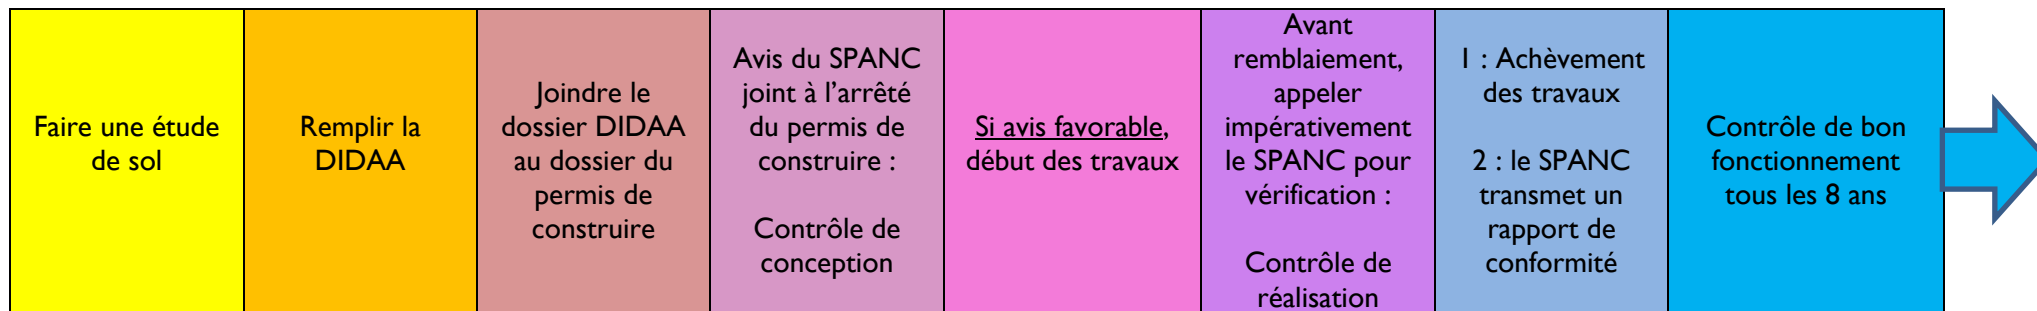 Faire une étude
de sol
Remplir la
DIDAA
Joindre le
dossier DIDAA
au dossier du
permis de
construire
Avis du SPANC
joint à l’arrêté
du permis de
construire :
Contrôle de
conception
Si avis favorable,
début des travaux
Avant
remblaiement,
appeler
impérativement
le SPANC pour
vérification :
Contrôle de
réalisation
1 : Achèvement
des travaux
2 : le SPANC
transmet un
rapport de
conformité
Contrôle de bon
fonctionnement
tous les 8 ans